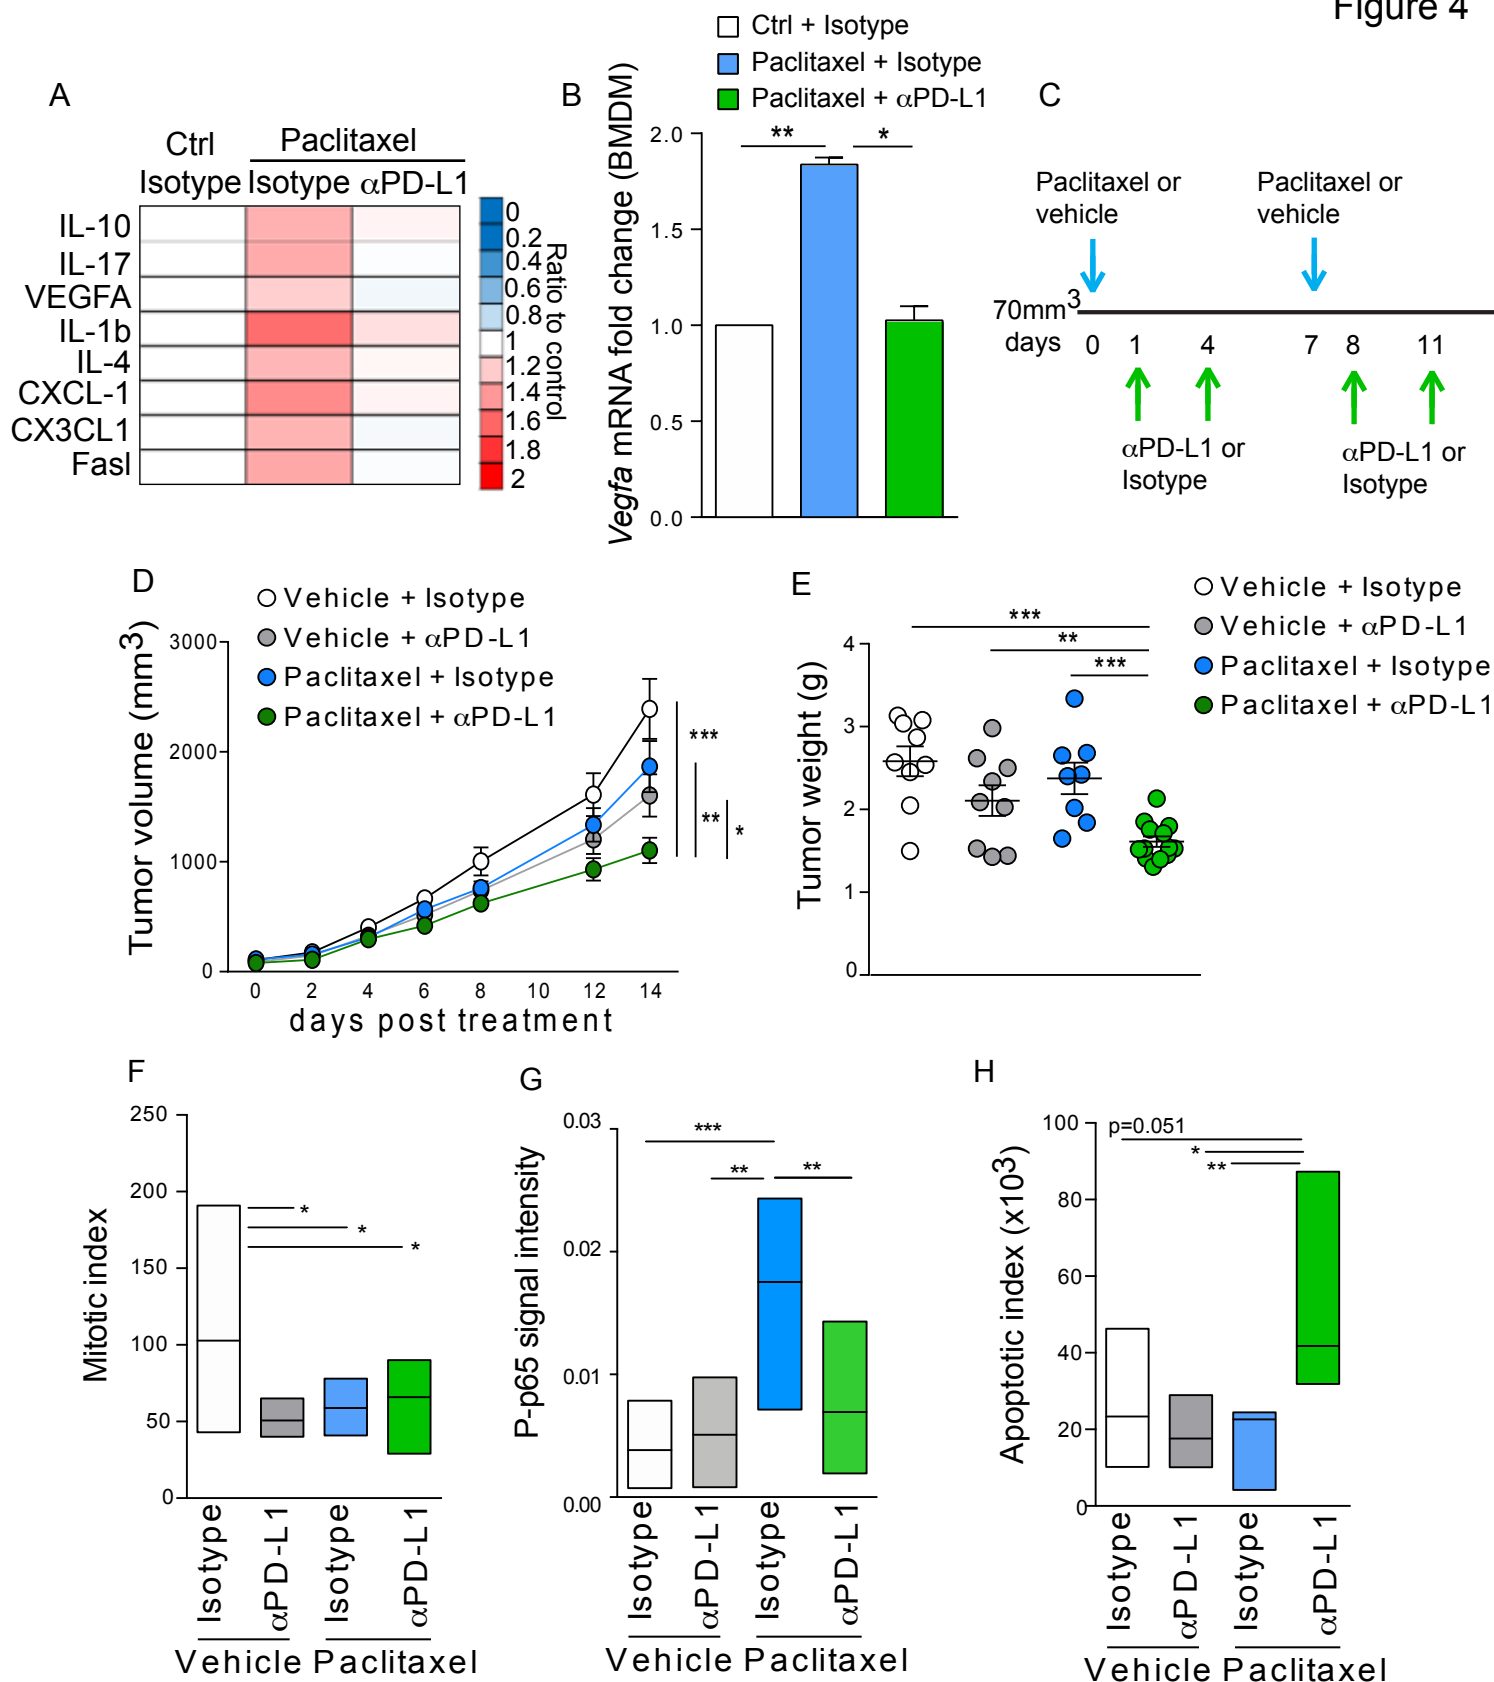 Figure 4
A
Ctrl
Paclitaxel
Isotype
Isotype
αPD-L1
IL-10
IL-17
VEGFA
IL-1b
IL-4
CXCL-1
CX3CL1
Fasl
0
0.2
0.4
0.6
0.8
1
1.2
1.4
1.6
1.8
2
Ratio to control
B
Ctrl + Isotype
Paclitaxel + Isotype
Paclitaxel + αPD-L1
Vegfa mRNA fold change (BMDM)
2.0
1.5
1.0
0.5
0.0
**
*
C
Paclitaxel or
vehicle
Paclitaxel or
vehicle
70mm3
days
0
1
4
7
8
11
αPD-L1 or
Isotype
αPD-L1 or
Isotype
D
Vehicle + Isotype
Vehicle + αPD-L1
Paclitaxel + Isotype
Paclitaxel + αPD-L1
Tumor volume (mm3)
3000
2000
1000
0
0
2
4
6
8
10
12
14
days post treatment
***
**
*
E
Vehicle + Isotype
Vehicle + αPD-L1
Paclitaxel + Isotype
Paclitaxel + αPD-L1
Tumor weight (g)
4
3
2
1
0
***
**
***
F
Mitotic index
250
200
150
100
50
0
*
*
*
Isotype
αPD-L1
Isotype
αPD-L1
Vehicle
Paclitaxel
G
P-p65 signal intensity
0.03
0.02
0.01
0.00
***
**
**
Isotype
αPD-L1
Isotype
αPD-L1
Vehicle
Paclitaxel
H
Apoptotic index (x103)
100
80
60
40
20
0
p=0.051
*
**
Isotype
αPD-L1
Isotype
αPD-L1
Vehicle
Paclitaxel